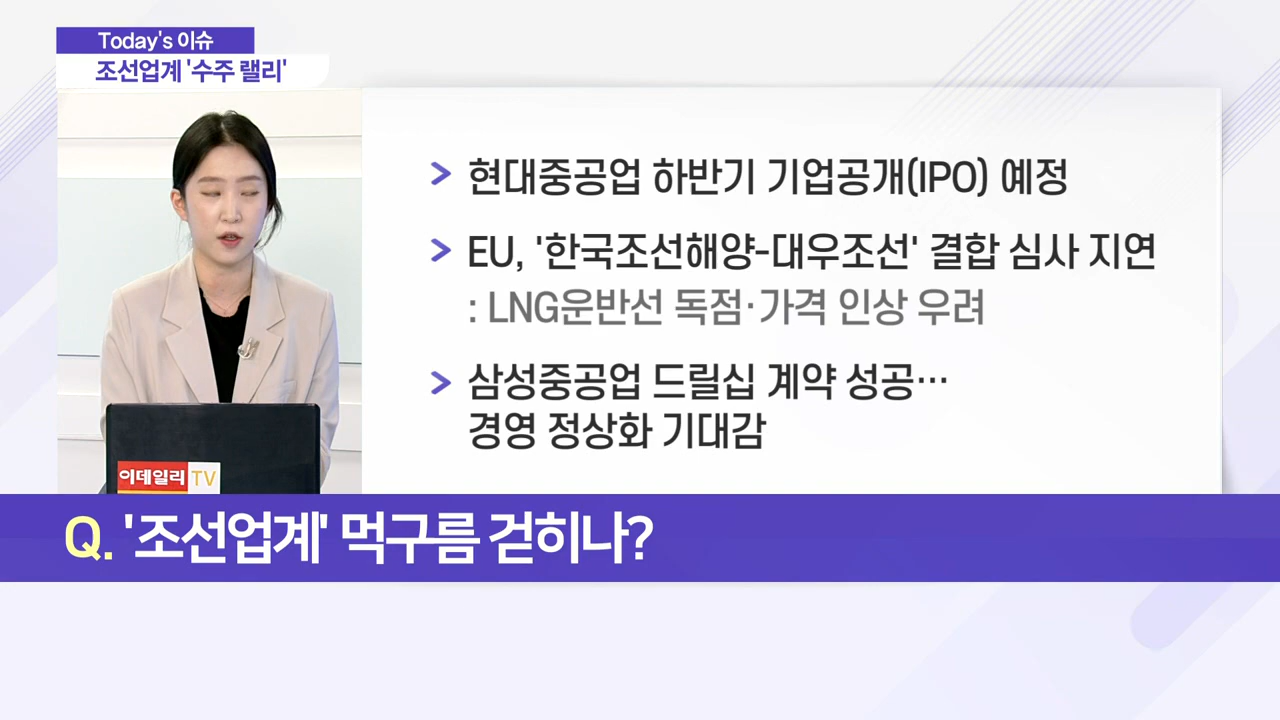 Today's 이슈
조선업계 '수주 랠리'
현대중공업 하반기 기업공개(IPO) 예정
EU, '한국조선해양-대우조선' 결합 심사 지연
: LNG운반선 독점·가격 인상 우려
삼성중공업 드릴십 계약 성공…
경영 정상화 기대감
이데일리 TV
Q. '조선업계' 먹구름 걷히나?